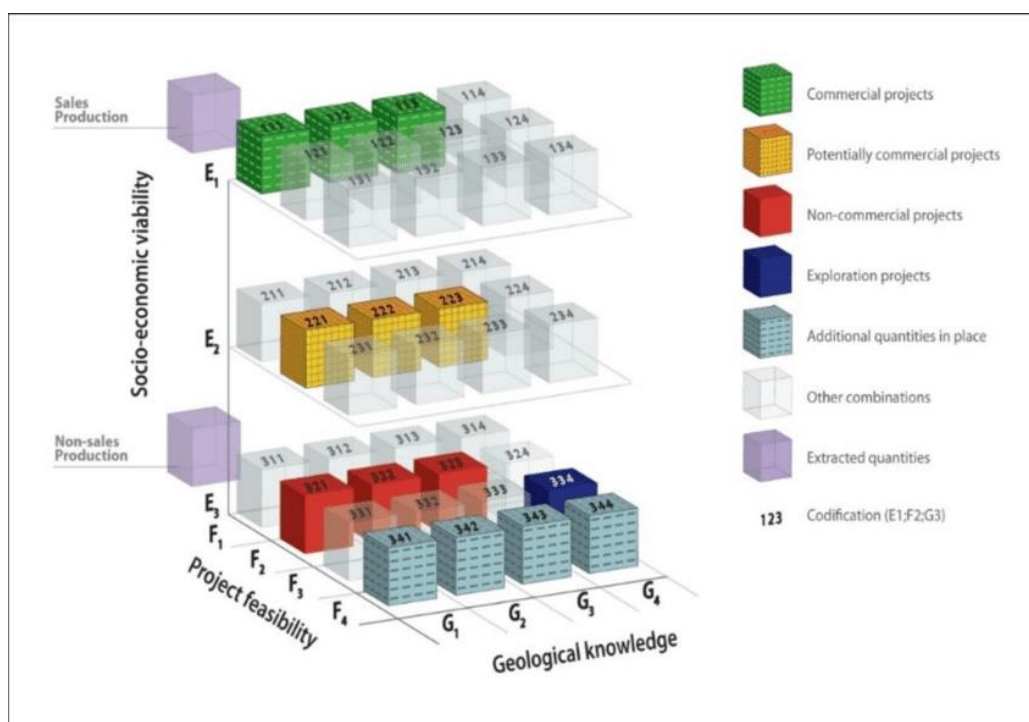 Sales
Production
Socio-economic viability
Non-sales
Production
E1
111
112
113
114
121
122
123
124
131
132
133
134
E2
211
212
213
214
221
222
223
224
231
232
233
234
E3
311
312
313
314
321
322
323
324
331
332
333
334
341
342
343
344
F1
F2
F3
F4
Project feasibility
G1
G2
G3
G4
Geological knowledge
Commercial projects
Potentially commercial projects
Non-commercial projects
Exploration projects
Additional quantities in place
Other combinations
Extracted quantities
123 Codification (E1;F2;G3)